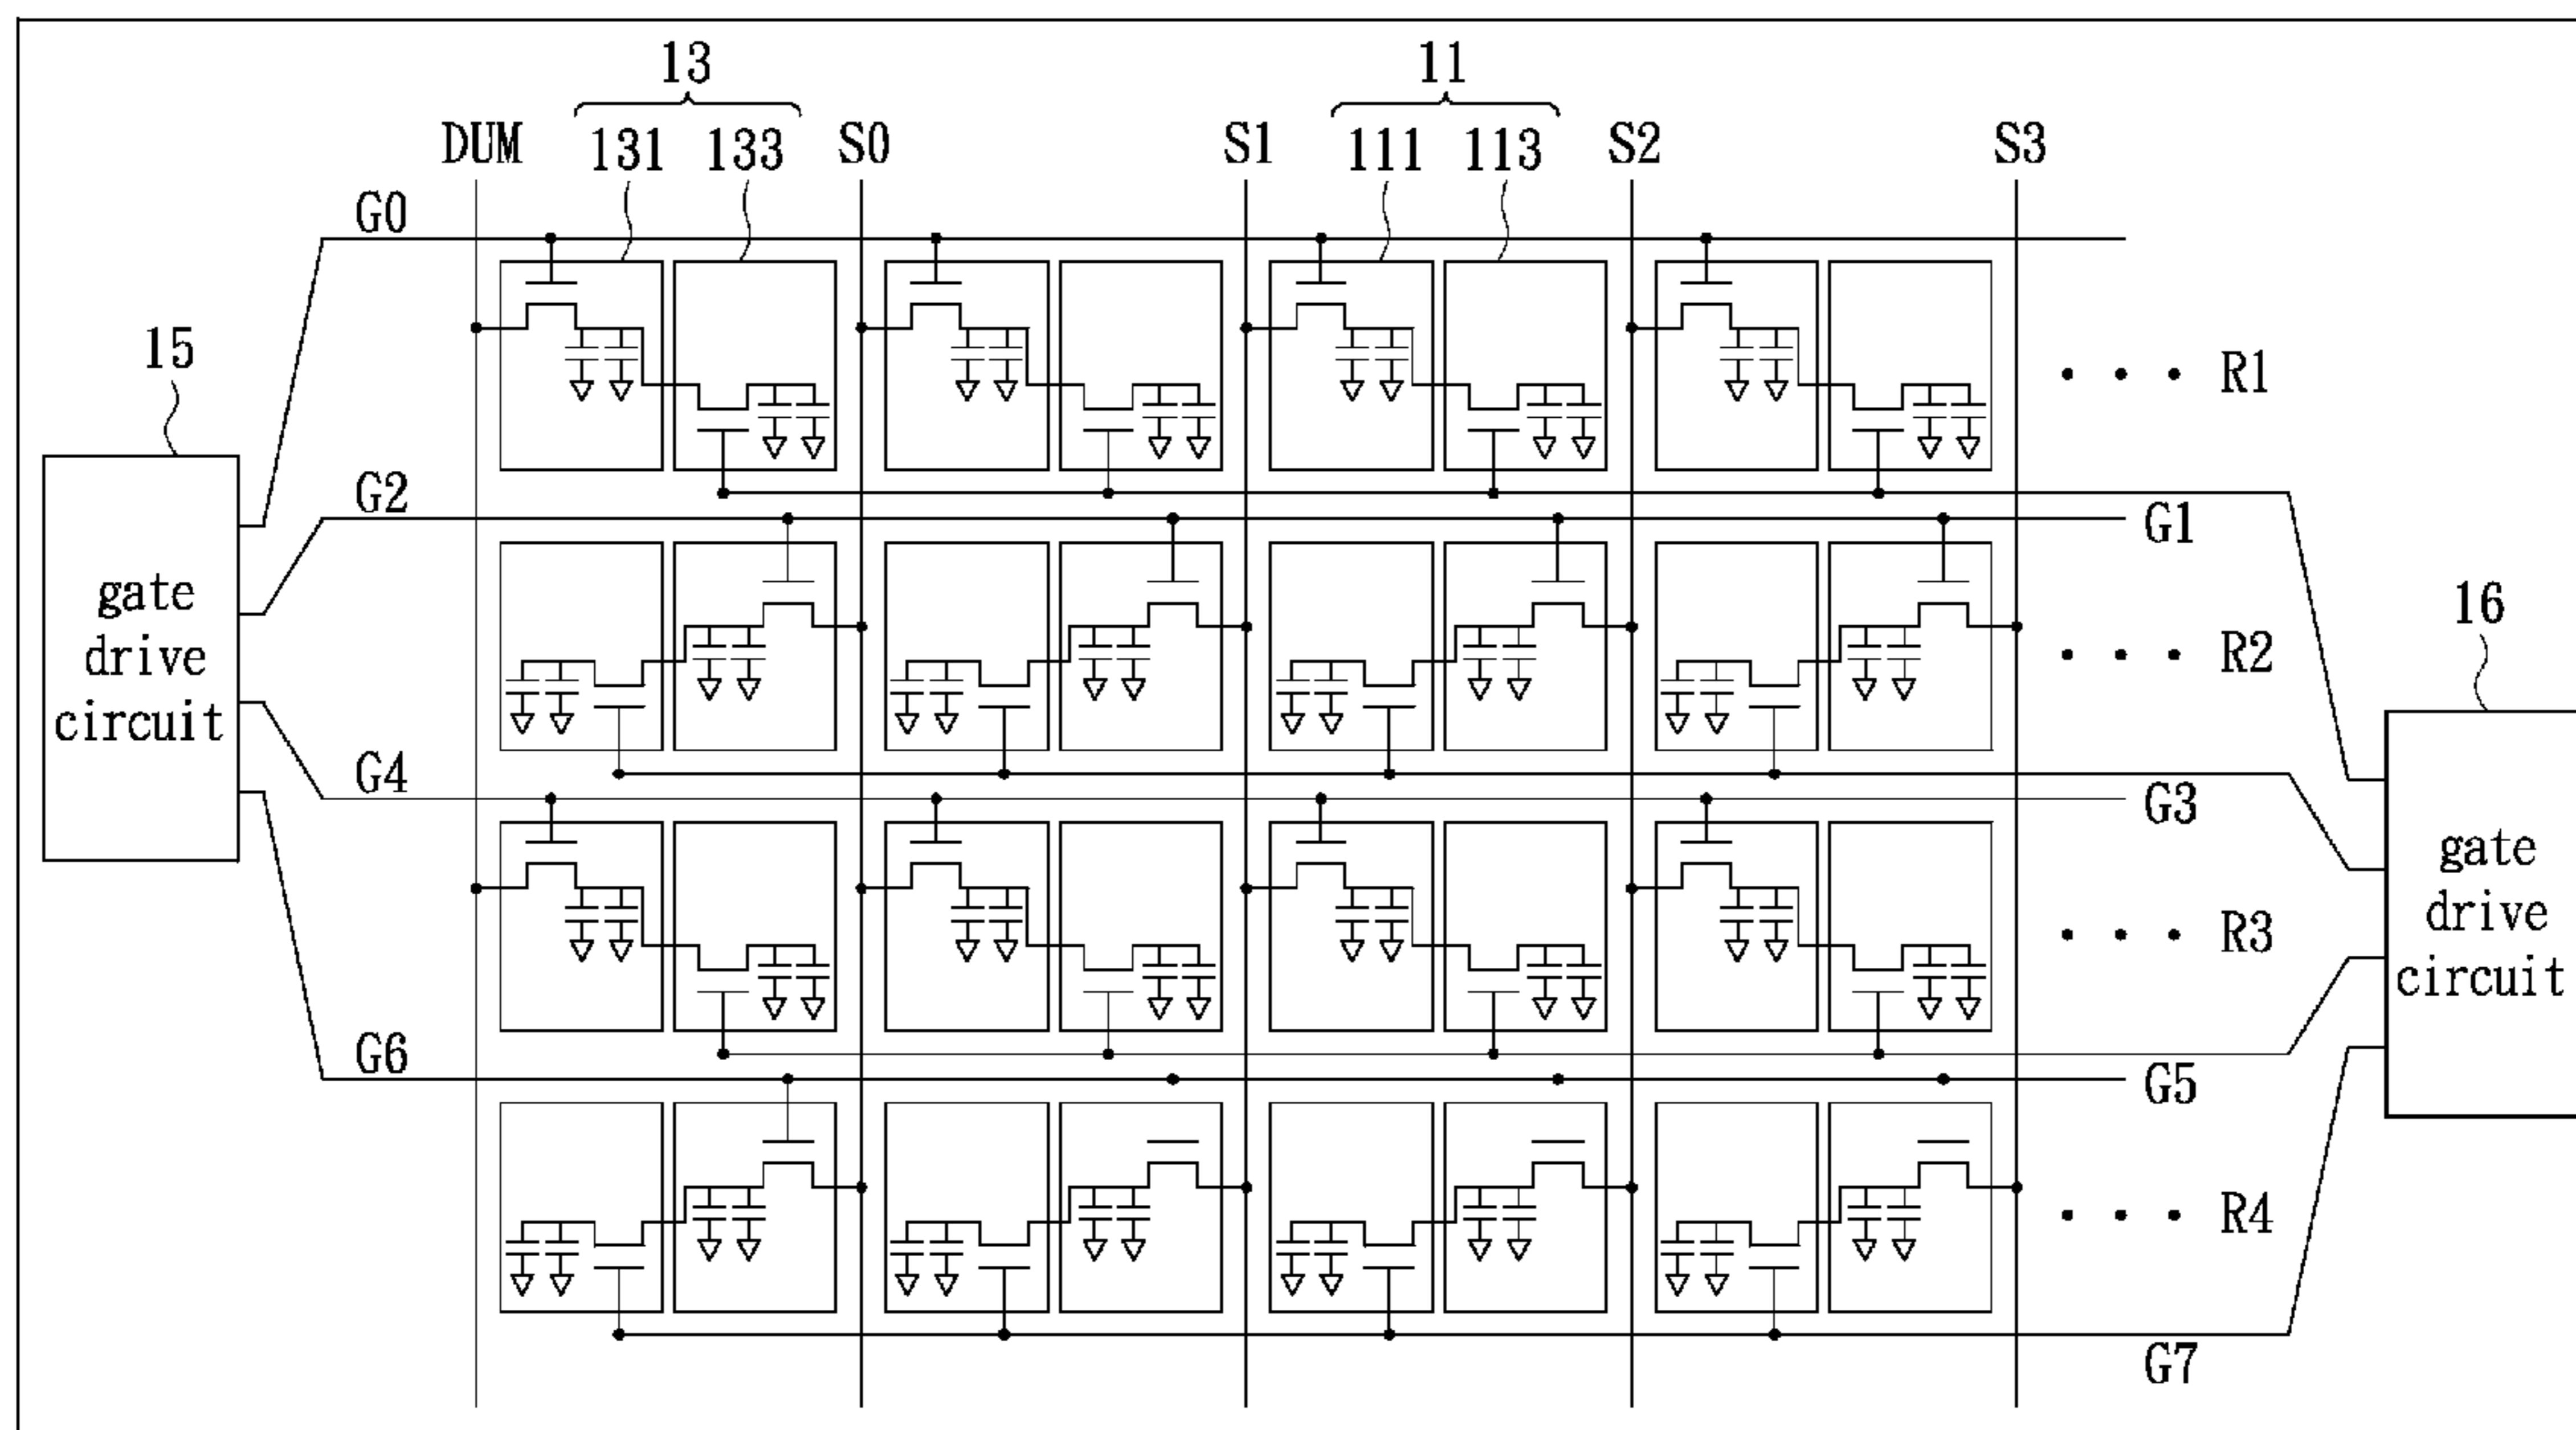 13
11
DUM
131
133
S0
S1
111
113
S2
S3
G0
15
R1
G2
G1
gate
drive
circuit
16
R2
G4
G3
gate
drive
circuit
R3
G6
G5
R4
G7